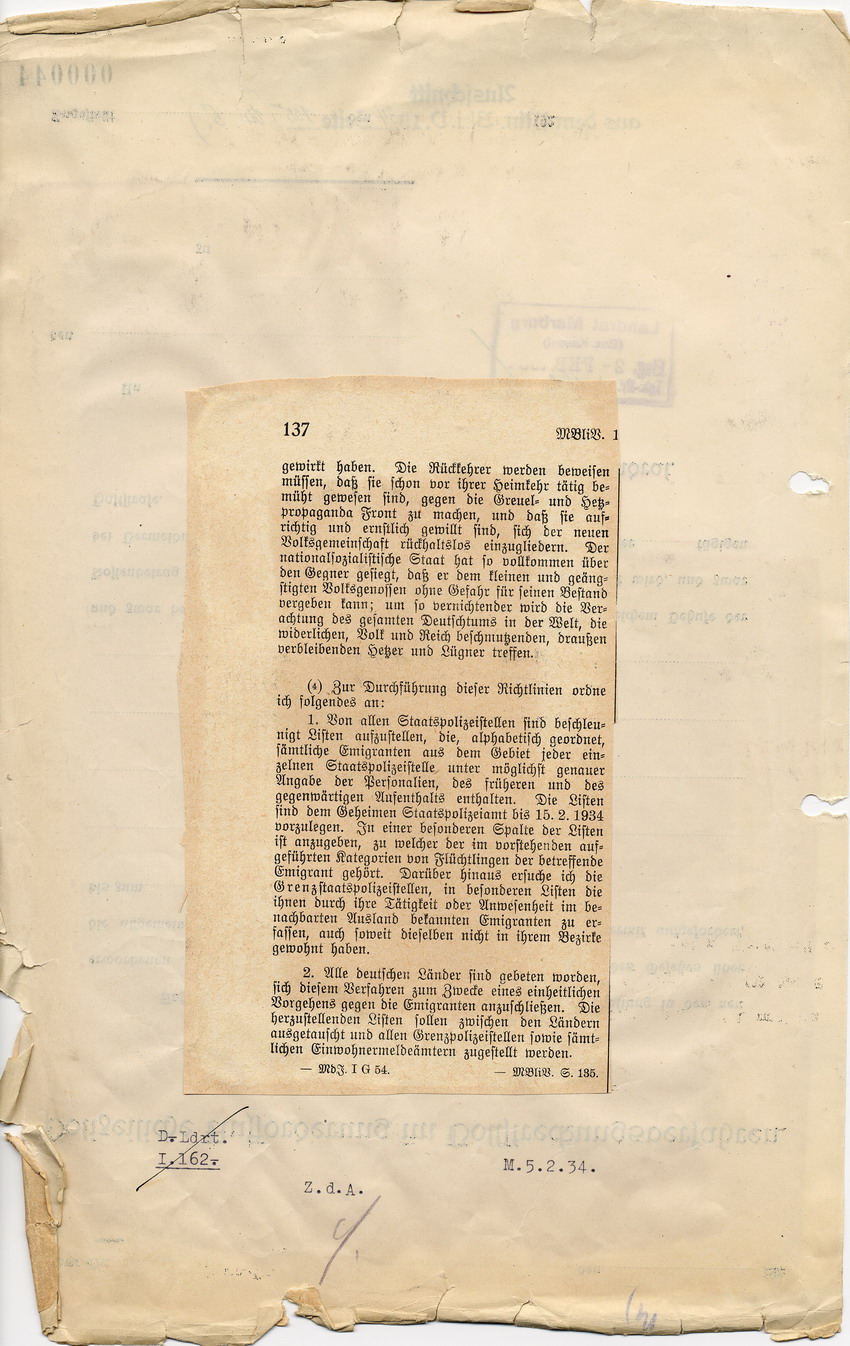 137 MBliV. 1
gewirkt haben. Die Rückkehrer werden beweisen
müssen, daß sie schon vor ihrer Heimkehr tätig be-
müht gewesen sind, gegen die Greuel- und Hetz-
propaganda Front zu machen, und daß sie auf-
richtig und ernstlich gewillt sind, sich der neuen
Volksgemeinschaft rückhaltslos einzugliedern. Der
nationalsozialistische Staat hat so vollkommen über
den Gegner gesiegt, daß er dem kleinen und geäng-
stigten Volksgenossen ohne Gefahr für seinen Bestand
vergeben kann; um so vernichtender wird die Ver-
achtung des gesamten Deutschtums in der Welt, die
widerlichen, Volk und Reich beschmutzenden, draußen
verbleibenden Hetzer und Lügner treffen.
(4) Zur Durchführung dieser Richtlinien ordne
ich folgendes an:
1. Von allen Staatspolizeistellen sind beschleu-
nigt Listen aufzustellen, die, alphabetisch geordnet,
sämtliche Emigranten aus dem Gebiet jeder ein-
zelnen Staatspolizeistelle unter möglichst genauer
Angabe der Personalien, des früheren und des
gegenwärtigen Aufenthalts enthalten. Die Listen
sind dem Geheimen Staatspolizeiamt bis 15. 2. 1934
vorzulegen. In einer besonderen Spalte der Listen
ist anzugeben, zu welcher der im vorstehenden auf-
geführten Kategorien von Flüchtlingen der betreffende
Emigrant gehört. Darüber hinaus ersuche ich die
Grenzstaatspolizeistellen, in besonderen Listen die
ihnen durch ihre Tätigkeit oder Anwesenheit im be-
nachbarten Ausland bekannten Emigranten zu er-
fassen, auch soweit dieselben nicht in ihrem Bezirke
gewohnt haben.
2. Alle deutschen Länder sind gebeten worden,
sich diesem Verfahren zum Zwecke eines einheitlichen
Vorgehens gegen die Emigranten anzuschließen. Die
herzustellenden Listen sollen zwischen den Ländern
ausgetauscht und allen Grenzpolizeistellen sowie sämt-
lichen Einwohnermeldeämtern zugestellt werden.
— MdJ. I G 54. — MBliV. S. 135.
D.Ldrt.
I.162.
M.5.2.34.
Z.d.A.